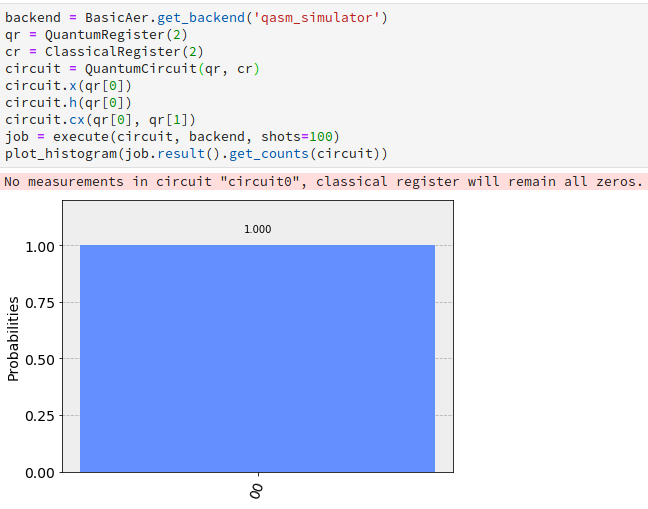 backend = BasicAer.get_backend('qasm_simulator')
qr = QuantumRegister(2)
cr = ClassicalRegister(2)
circuit = QuantumCircuit(qr, cr)
circuit.x(qr[0])
circuit.h(qr[0])
circuit.cx(qr[0], qr[1])
job = execute(circuit, backend, shots=100)
plot_histogram(job.result().get_counts(circuit))
No measurements in circuit "circuit0", classical register will remain all zeros.
1.000
1.00
0.75
0.50
0.25
0.00
Probabilities
00